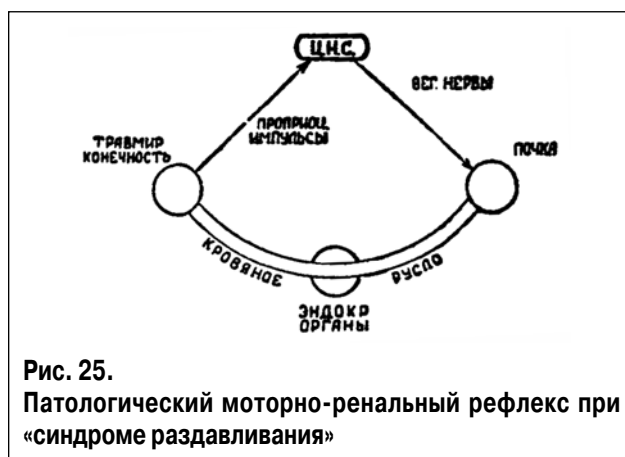 Ц.Н.С.
ВЕГ. НЕРВЫ
ПРОПРИОЦ.
ИМПУЛЬСЫ
ТРАВМИР
КОНЕЧНОСТЬ
ПОЧКА
КРОВЯНОЕ РУСЛО
ЭНДОКР
ОРГАНЫ
Рис. 25.
Патологический моторно-ренальный рефлекс при
«синдроме раздавливания»